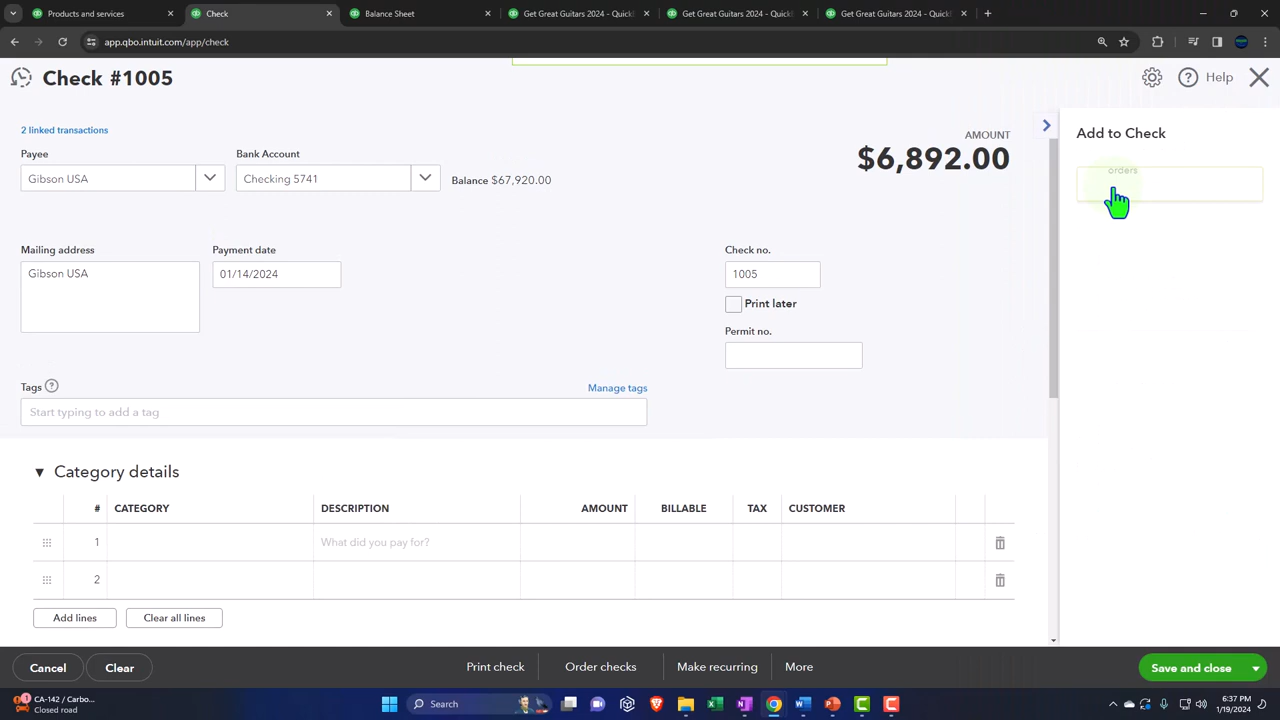 Products and services
Check
Balance Sheet
Get Great Guitars 2024 - Quick
Get Great Guitars 2024 - Quick
Get Great Guitars 2024 - Quick
app.qbo.intuit.com/app/check
Check #1005
Help
2 linked transactions
Payee
Bank Account
Gibson USA
Checking 5741
Balance $67,920.00
AMOUNT
$6,892.00
Add to Check
orders
Mailing address
Payment date
Check no.
Gibson USA
01/14/2024
1005
Print later
Permit no.
Tags
Manage tags
Start typing to add a tag
Category details
# CATEGORY DESCRIPTION AMOUNT BILLABLE TAX CUSTOMER
1 What did you pay for?
2
Add lines
Clear all lines
Cancel
Clear
Print check
Order checks
Make recurring
More
Save and close
CA-142 / Carbo...
Closed road
Search
6:37 PM
1/19/2024